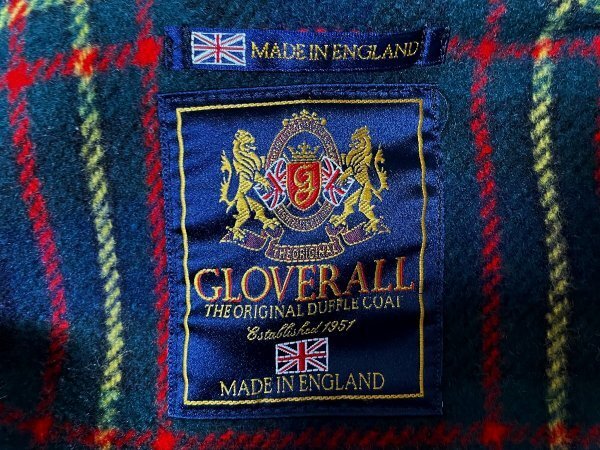 MADE IN ENGLAND
g
THE ORIGINAL
GLOVERALL
THE ORIGINAL DUFFLE COAT
Established 1951
MADE IN ENGLAND